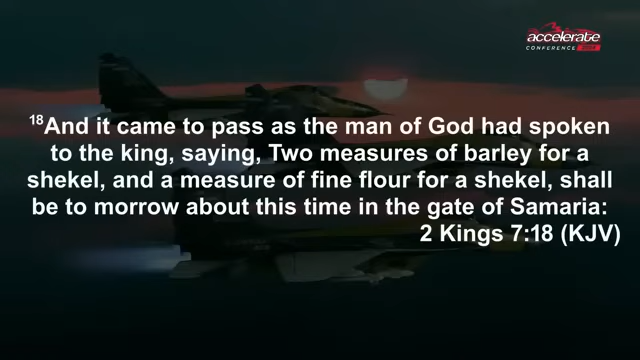 accelerate
CONFERENCE 2024
18And it came to pass as the man of God had spoken
to the king, saying, Two measures of barley for a
shekel, and a measure of fine flour for a shekel, shall
be to morrow about this time in the gate of Samaria:
2 Kings 7:18 (KJV)